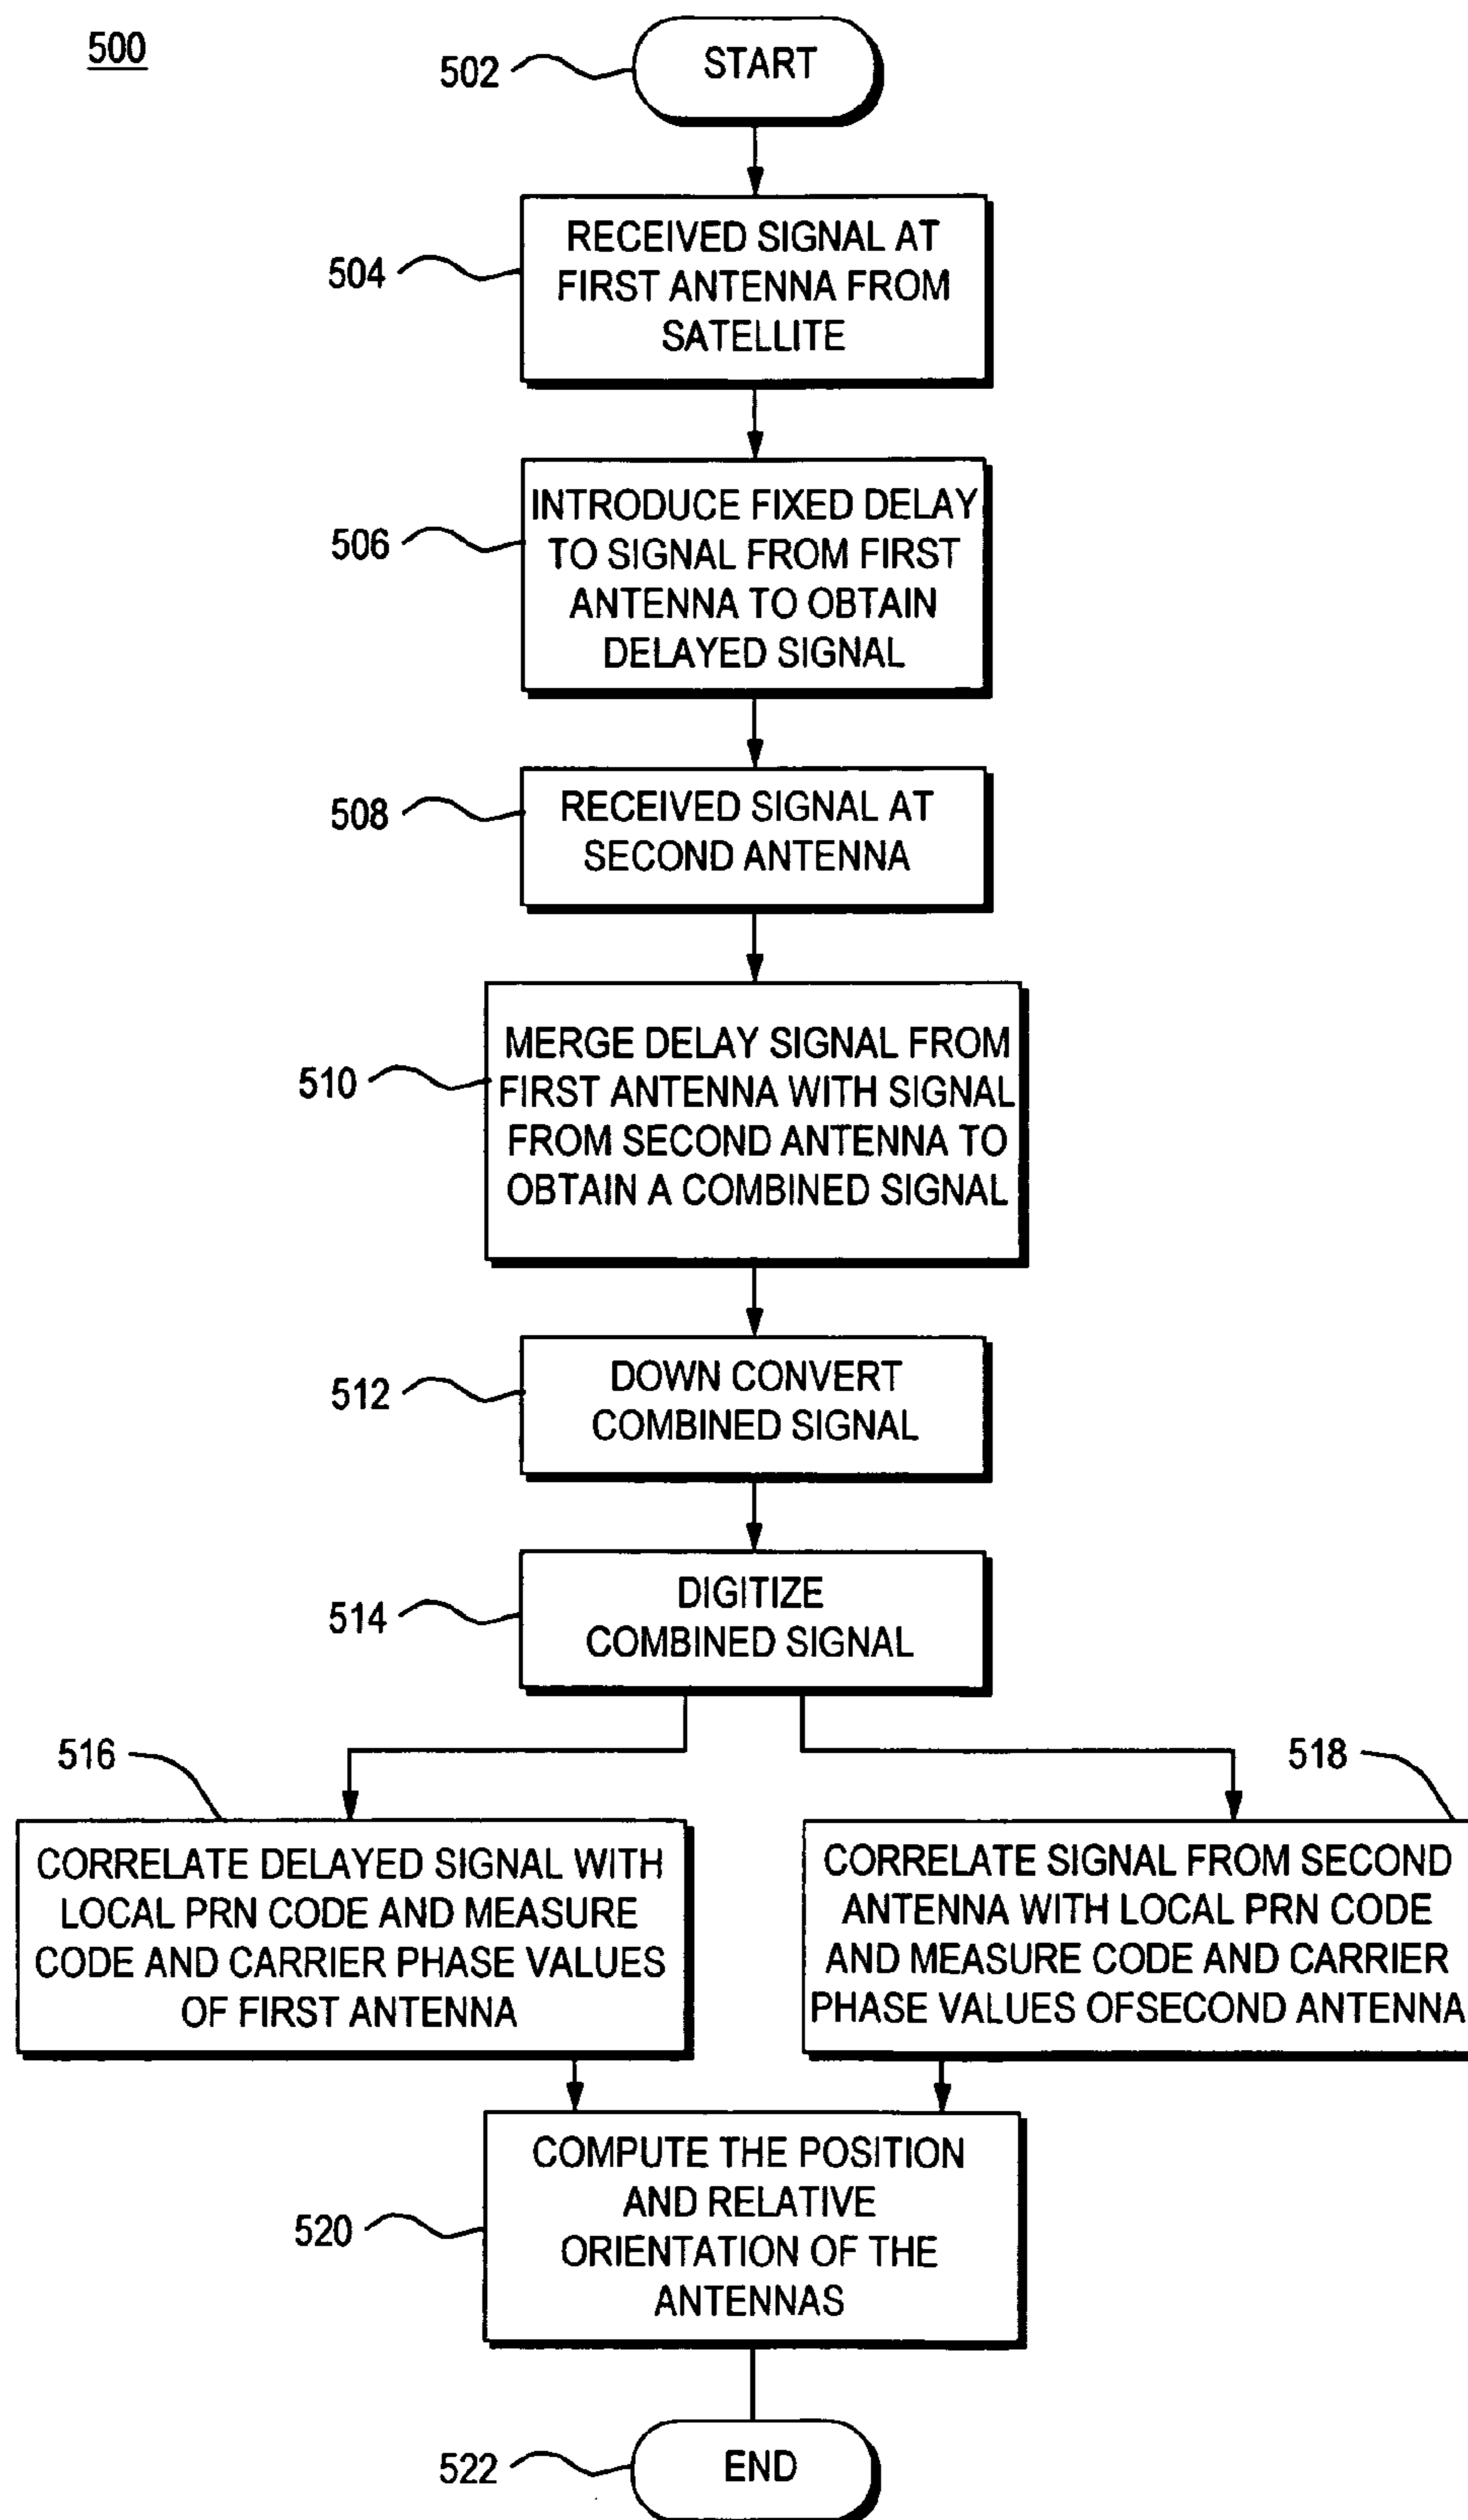 500
502
START
504
RECEIVED SIGNAL AT
FIRST ANTENNA FROM
SATELLITE
506
INTRODUCE FIXED DELAY
TO SIGNAL FROM FIRST
ANTENNA TO OBTAIN
DELAYED SIGNAL
508
RECEIVED SIGNAL AT
SECOND ANTENNA
510
MERGE DELAY SIGNAL FROM
FIRST ANTENNA WITH SIGNAL
FROM SECOND ANTENNA TO
OBTAIN A COMBINED SIGNAL
512
DOWN CONVERT
COMBINED SIGNAL
514
DIGITIZE
COMBINED SIGNAL
516
CORRELATE DELAYED SIGNAL WITH
LOCAL PRN CODE AND MEASURE
CODE AND CARRIER PHASE VALUES
OF FIRST ANTENNA
518
CORRELATE SIGNAL FROM SECOND
ANTENNA WITH LOCAL PRN CODE
AND MEASURE CODE AND CARRIER
PHASE VALUES OFSECOND ANTENNA
520
COMPUTE THE POSITION
AND RELATIVE
ORIENTATION OF THE
ANTENNAS
522
END